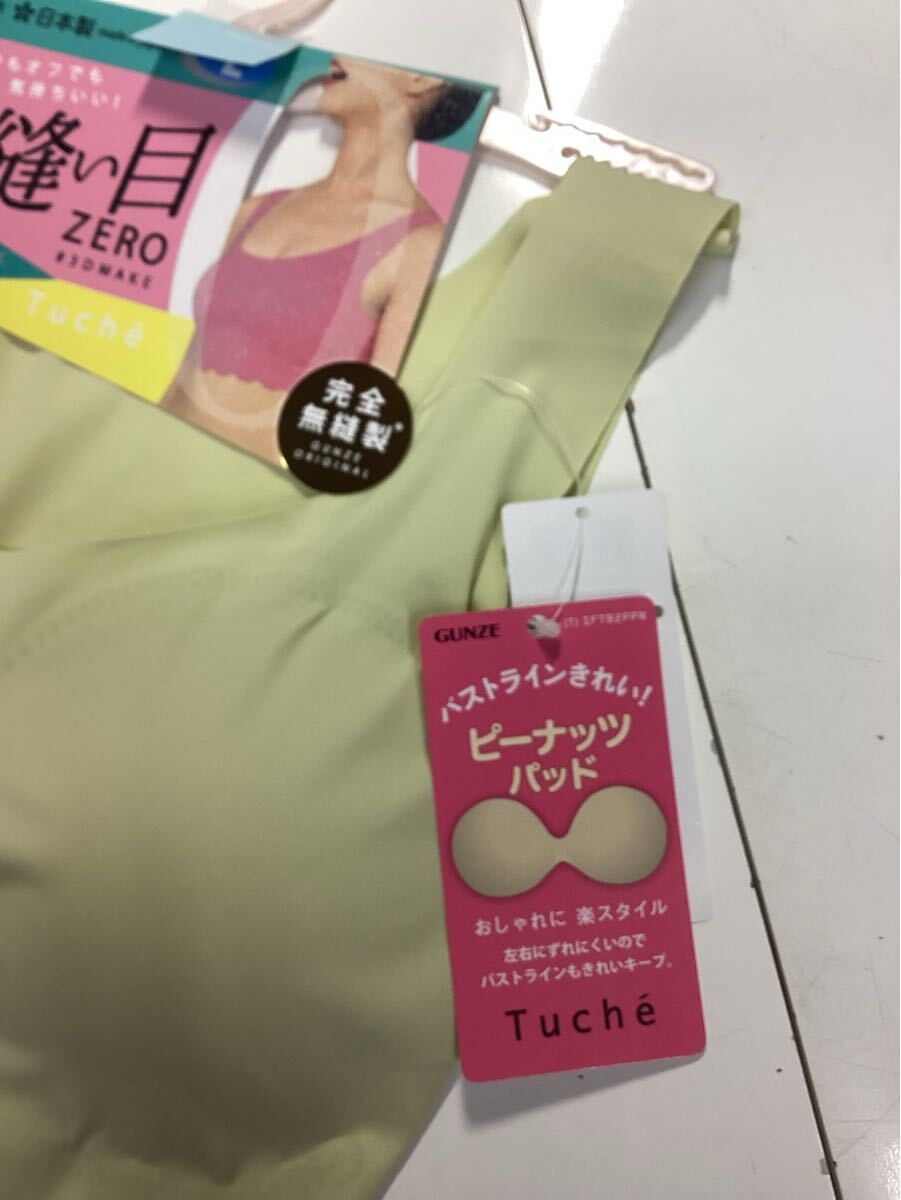 日本製
もオフでも
気持ちいい!
縫い目
ZERO
#3DMAKE
Tuché
完全
無縫製
GUNZE
ORIGINAL
GUNZE
バストラインきれい!
ピーナッツ
パッド
おしゃれに 楽スタイル
左右にずれにくいので
バストラインもきれいキープ。
Tuché